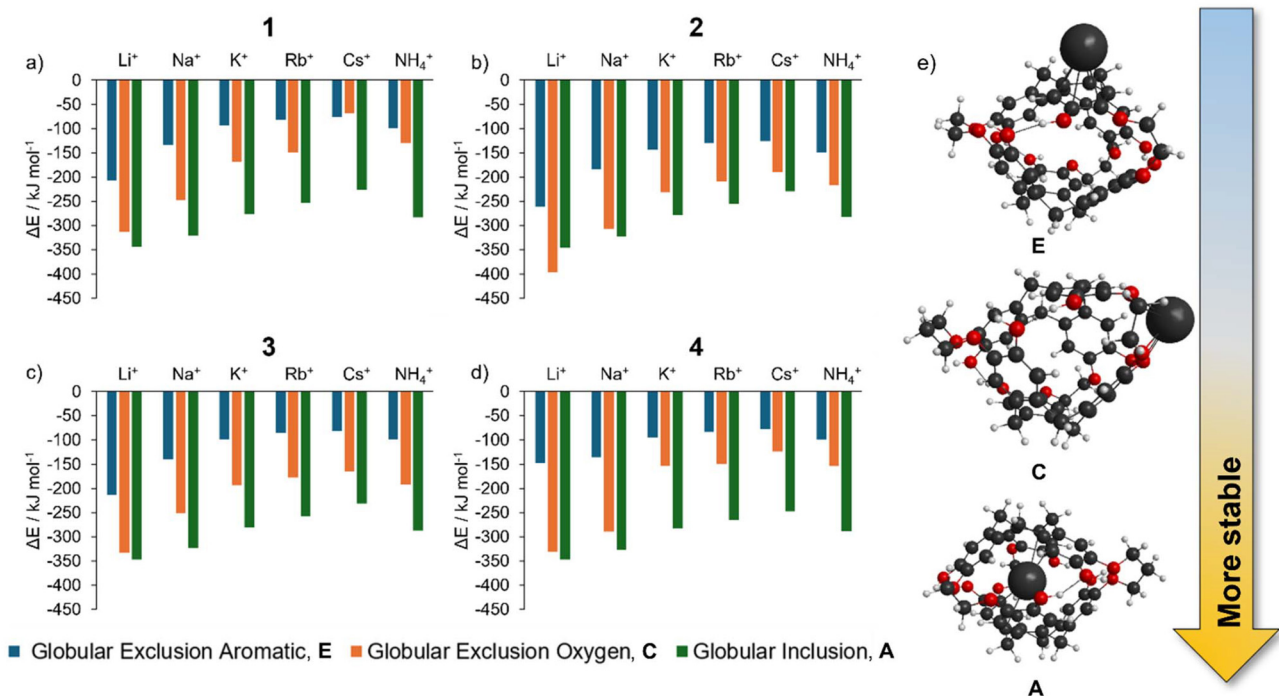 1
a)
Li⁺ Na⁺ K⁺ Rb⁺ Cs⁺ NH₄⁺
0
-50
-100
-150
-200
-250
-300
-350
-400
-450
ΔE / kJ mol⁻¹
2
b)
Li⁺ Na⁺ K⁺ Rb⁺ Cs⁺ NH₄⁺
0
-50
-100
-150
-200
-250
-300
-350
-400
-450
ΔE / kJ mol⁻¹
3
c)
Li⁺ Na⁺ K⁺ Rb⁺ Cs⁺ NH₄⁺
0
-50
-100
-150
-200
-250
-300
-350
-400
-450
ΔE / kJ mol⁻¹
4
d)
Li⁺ Na⁺ K⁺ Rb⁺ Cs⁺ NH₄⁺
0
-50
-100
-150
-200
-250
-300
-350
-400
-450
ΔE / kJ mol⁻¹
Globular Exclusion Aromatic, E Globular Exclusion Oxygen, C Globular Inclusion, A
e)
E
C
A
More stable